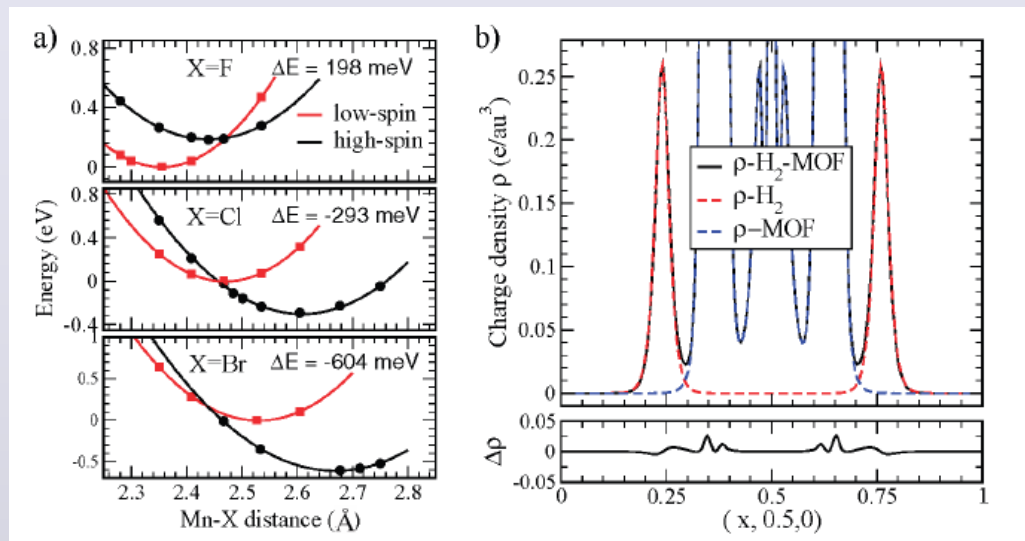 a)
0.8
0.4
0
X=F
ΔE = 198 meV
low-spin
high-spin
0.8
0.4
0
-0.4
X=Cl
ΔE = -293 meV
1
0.5
0
-0.5
X=Br
ΔE = -604 meV
Energy (eV)
2.3 2.4 2.5 2.6 2.7 2.8
Mn-X distance (Å)
b)
0.25
0.2
0.15
0.1
0.05
0
Charge density ρ (e/au³)
ρ-H₂-MOF
ρ-H₂
ρ–MOF
0.05
0
-0.05
Δρ
0 0.25 0.5 0.75 1
( x, 0.5,0)